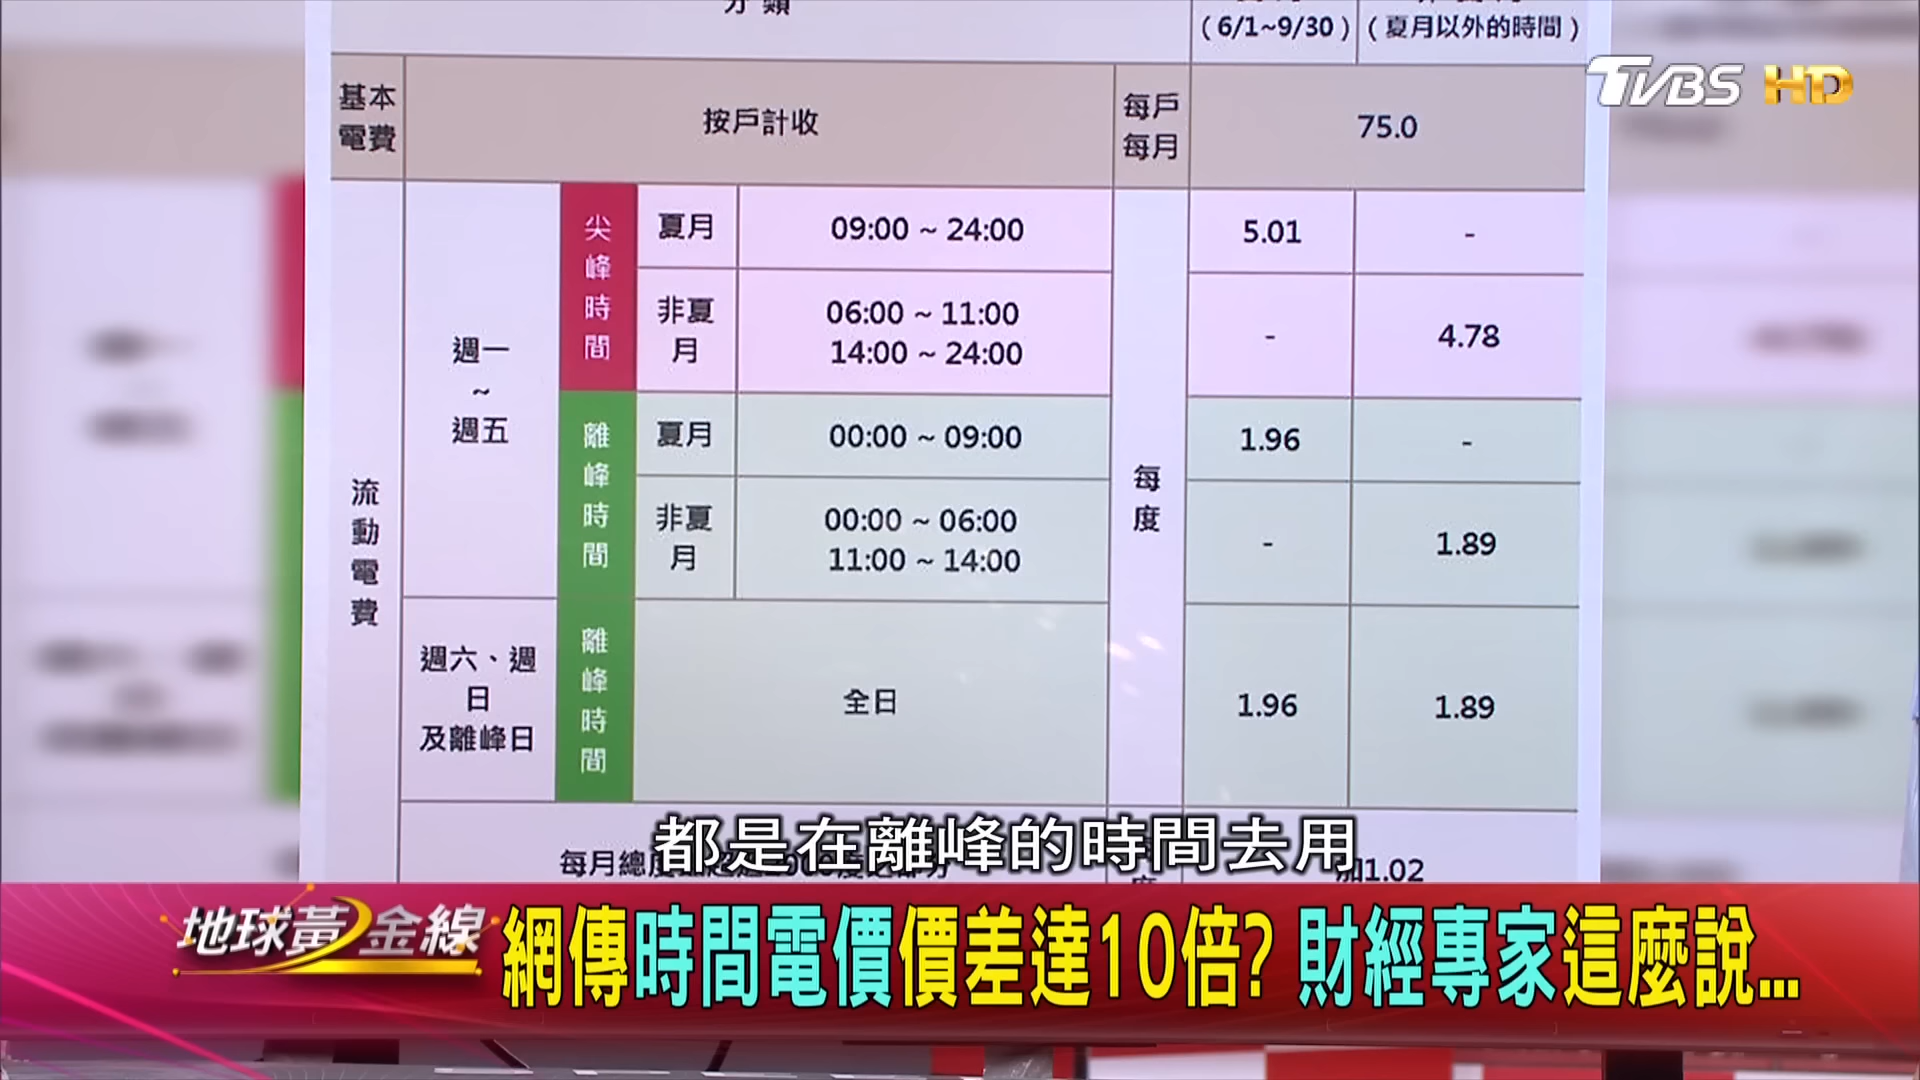 (6/1~9/30) (夏月以外的時間)
TVBS HD
基本電費 按戶計收 每戶每月 75.0
流動電費
週一~週五
尖峰時間
夏月 09:00 ~ 24:00 5.01 -
非夏月 06:00 ~ 11:00
14:00 ~ 24:00 - 4.78
離峰時間
夏月 00:00 ~ 09:00 1.96 -
每度
非夏月 00:00 ~ 06:00
11:00 ~ 14:00 - 1.89
週六、週日
及離峰日
離峰時間
全日 1.96 1.89
每月總度
加1.02
都是在離峰的時間去用
地球黃金線
網傳時間電價價差達10倍? 財經專家這麼說...